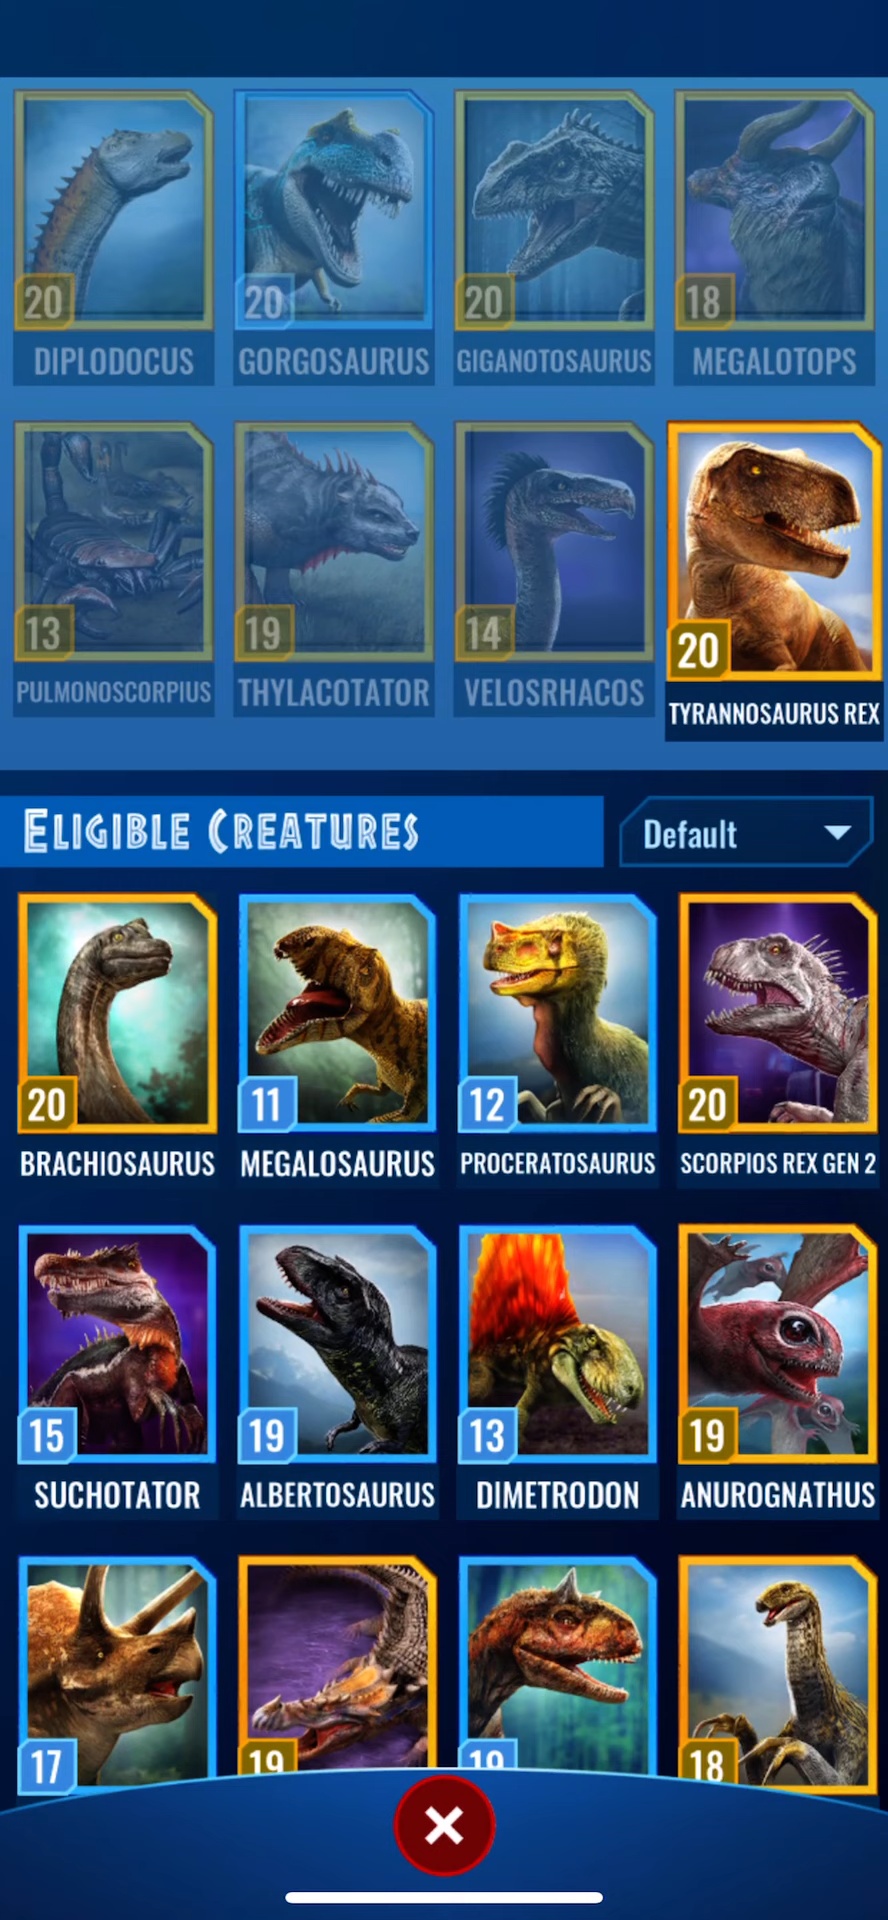 20
20
20
18
DIPLODOCUS
GORGOSAURUS
GIGANOTOSAURUS
MEGALOTOPS
13
19
14
20
PULMONOSCORPIUS
THYLACOTATOR
VELOSRHACOS
TYRANNOSAURUS REX
ELIGIBLE CREATURES
Default
20
11
12
20
BRACHIOSAURUS
MEGALOSAURUS
PROCERATOSAURUS
SCORPIOS REX GEN 2
15
19
13
19
SUCHOTATOR
ALBERTOSAURUS
DIMETRODON
ANUROGNATHUS
17
19
19
18